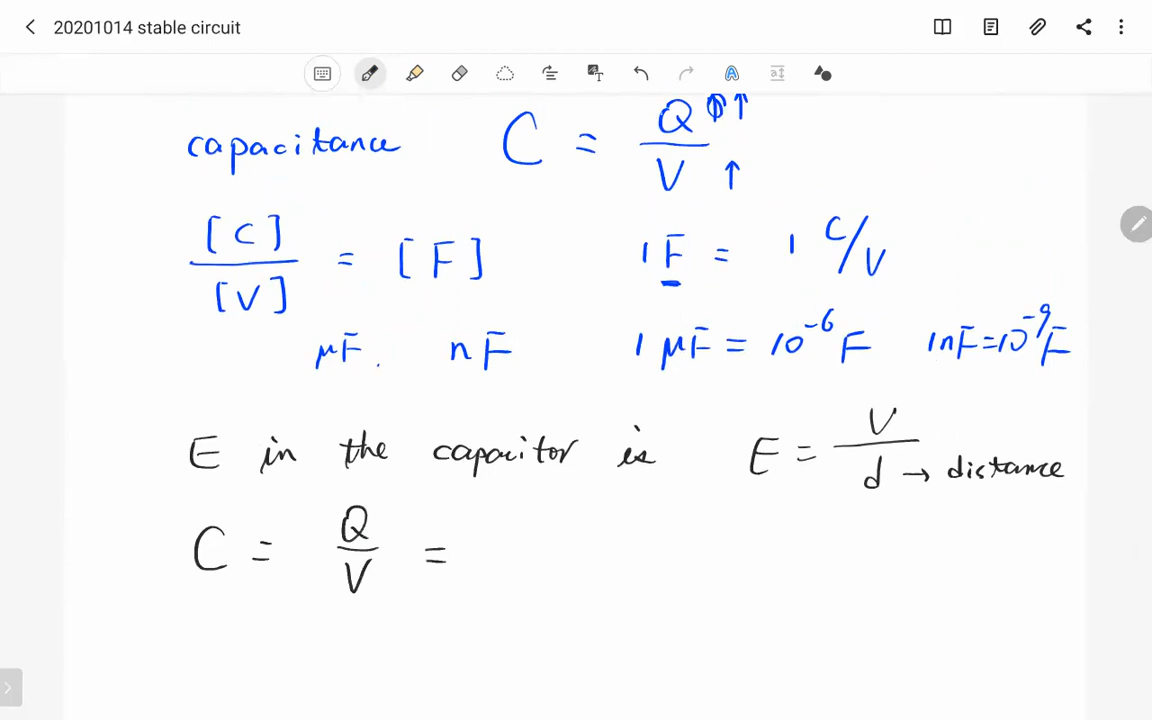 20201014 stable circuit
capacitance C = Q/V ↑↑ ↑
[C]/[V] = [F] 1F = 1 C/V
μF. nF 1 μF = 10⁻⁶ F 1nF=10⁻⁹F
E in the capacitor is E = V/d → distance
C = Q/V =